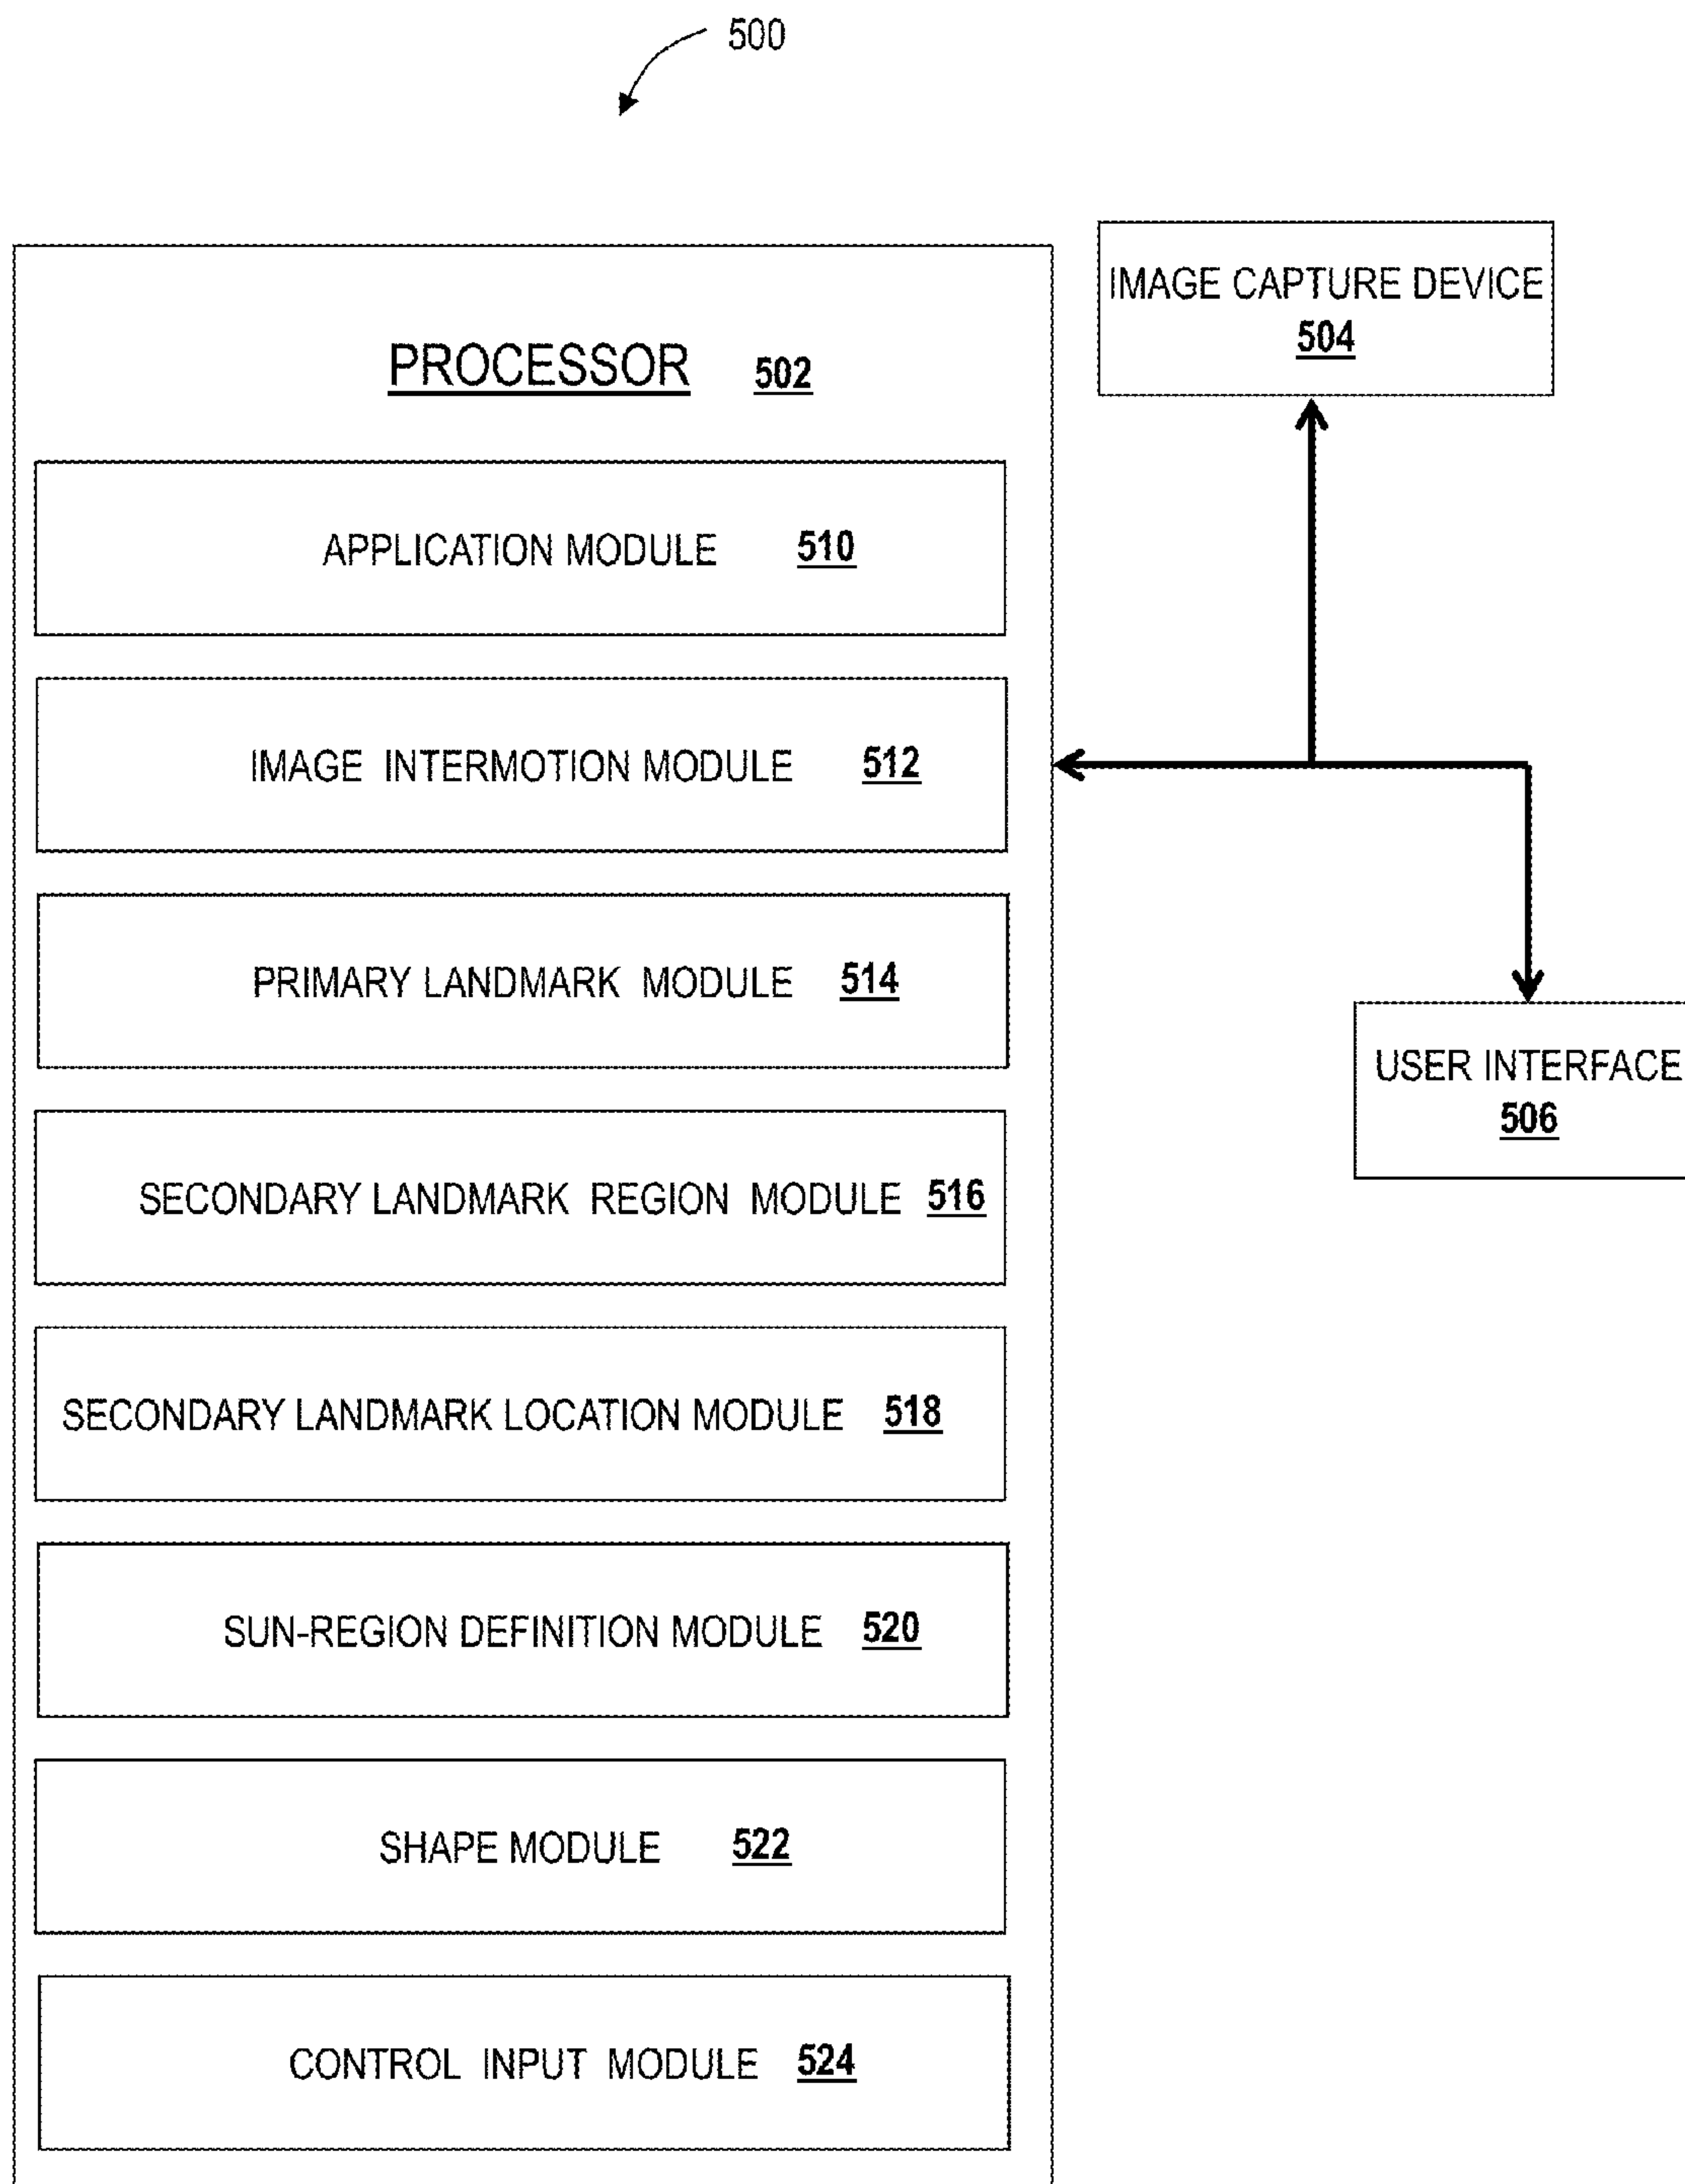 500
PROCESSOR 502
APPLICATION MODULE 510
IMAGE INTERMOTION MODULE 512
PRIMARY LANDMARK MODULE 514
SECONDARY LANDMARK REGION MODULE 516
SECONDARY LANDMARK LOCATION MODULE 518
SUN-REGION DEFINITION MODULE 520
SHAPE MODULE 522
CONTROL INPUT MODULE 524
IMAGE CAPTURE DEVICE
504
USER INTERFACE
506